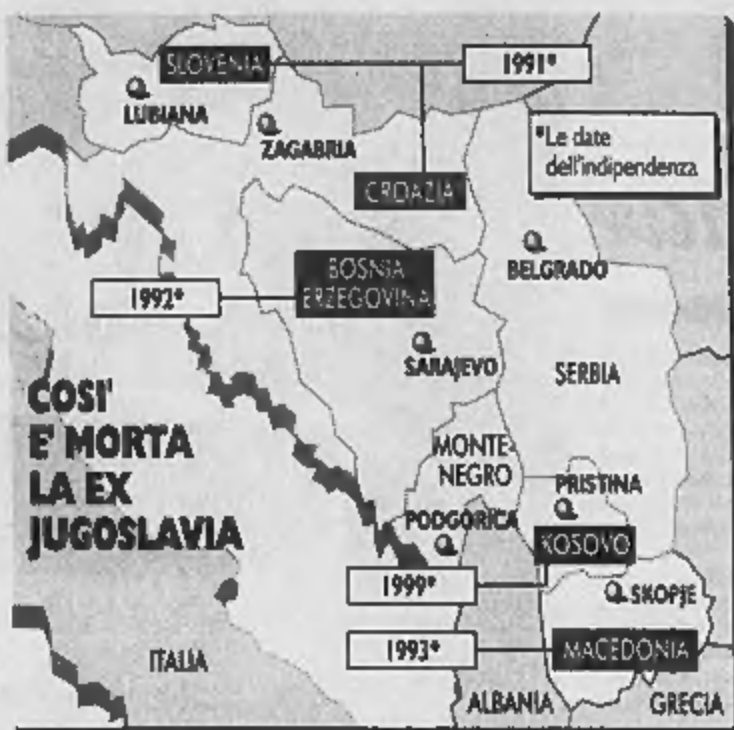 SLOVENIA
1991*
LUBIANA
ZAGABRIA
*Le date
dell'indipendenza
CROAZIA
BELGRADO
BOSNIA
ERZEGOVINA
1992*
SARAJEVO
SERBIA
COSI'
E' MORTA
LA EX
JUGOSLAVIA
MONTE-
NEGRO
PRISTINA
PODGORICA
KOSOVO
1999*
SKOPJE
1993*
MACEDONIA
ITALIA
ALBANIA
GRECIA